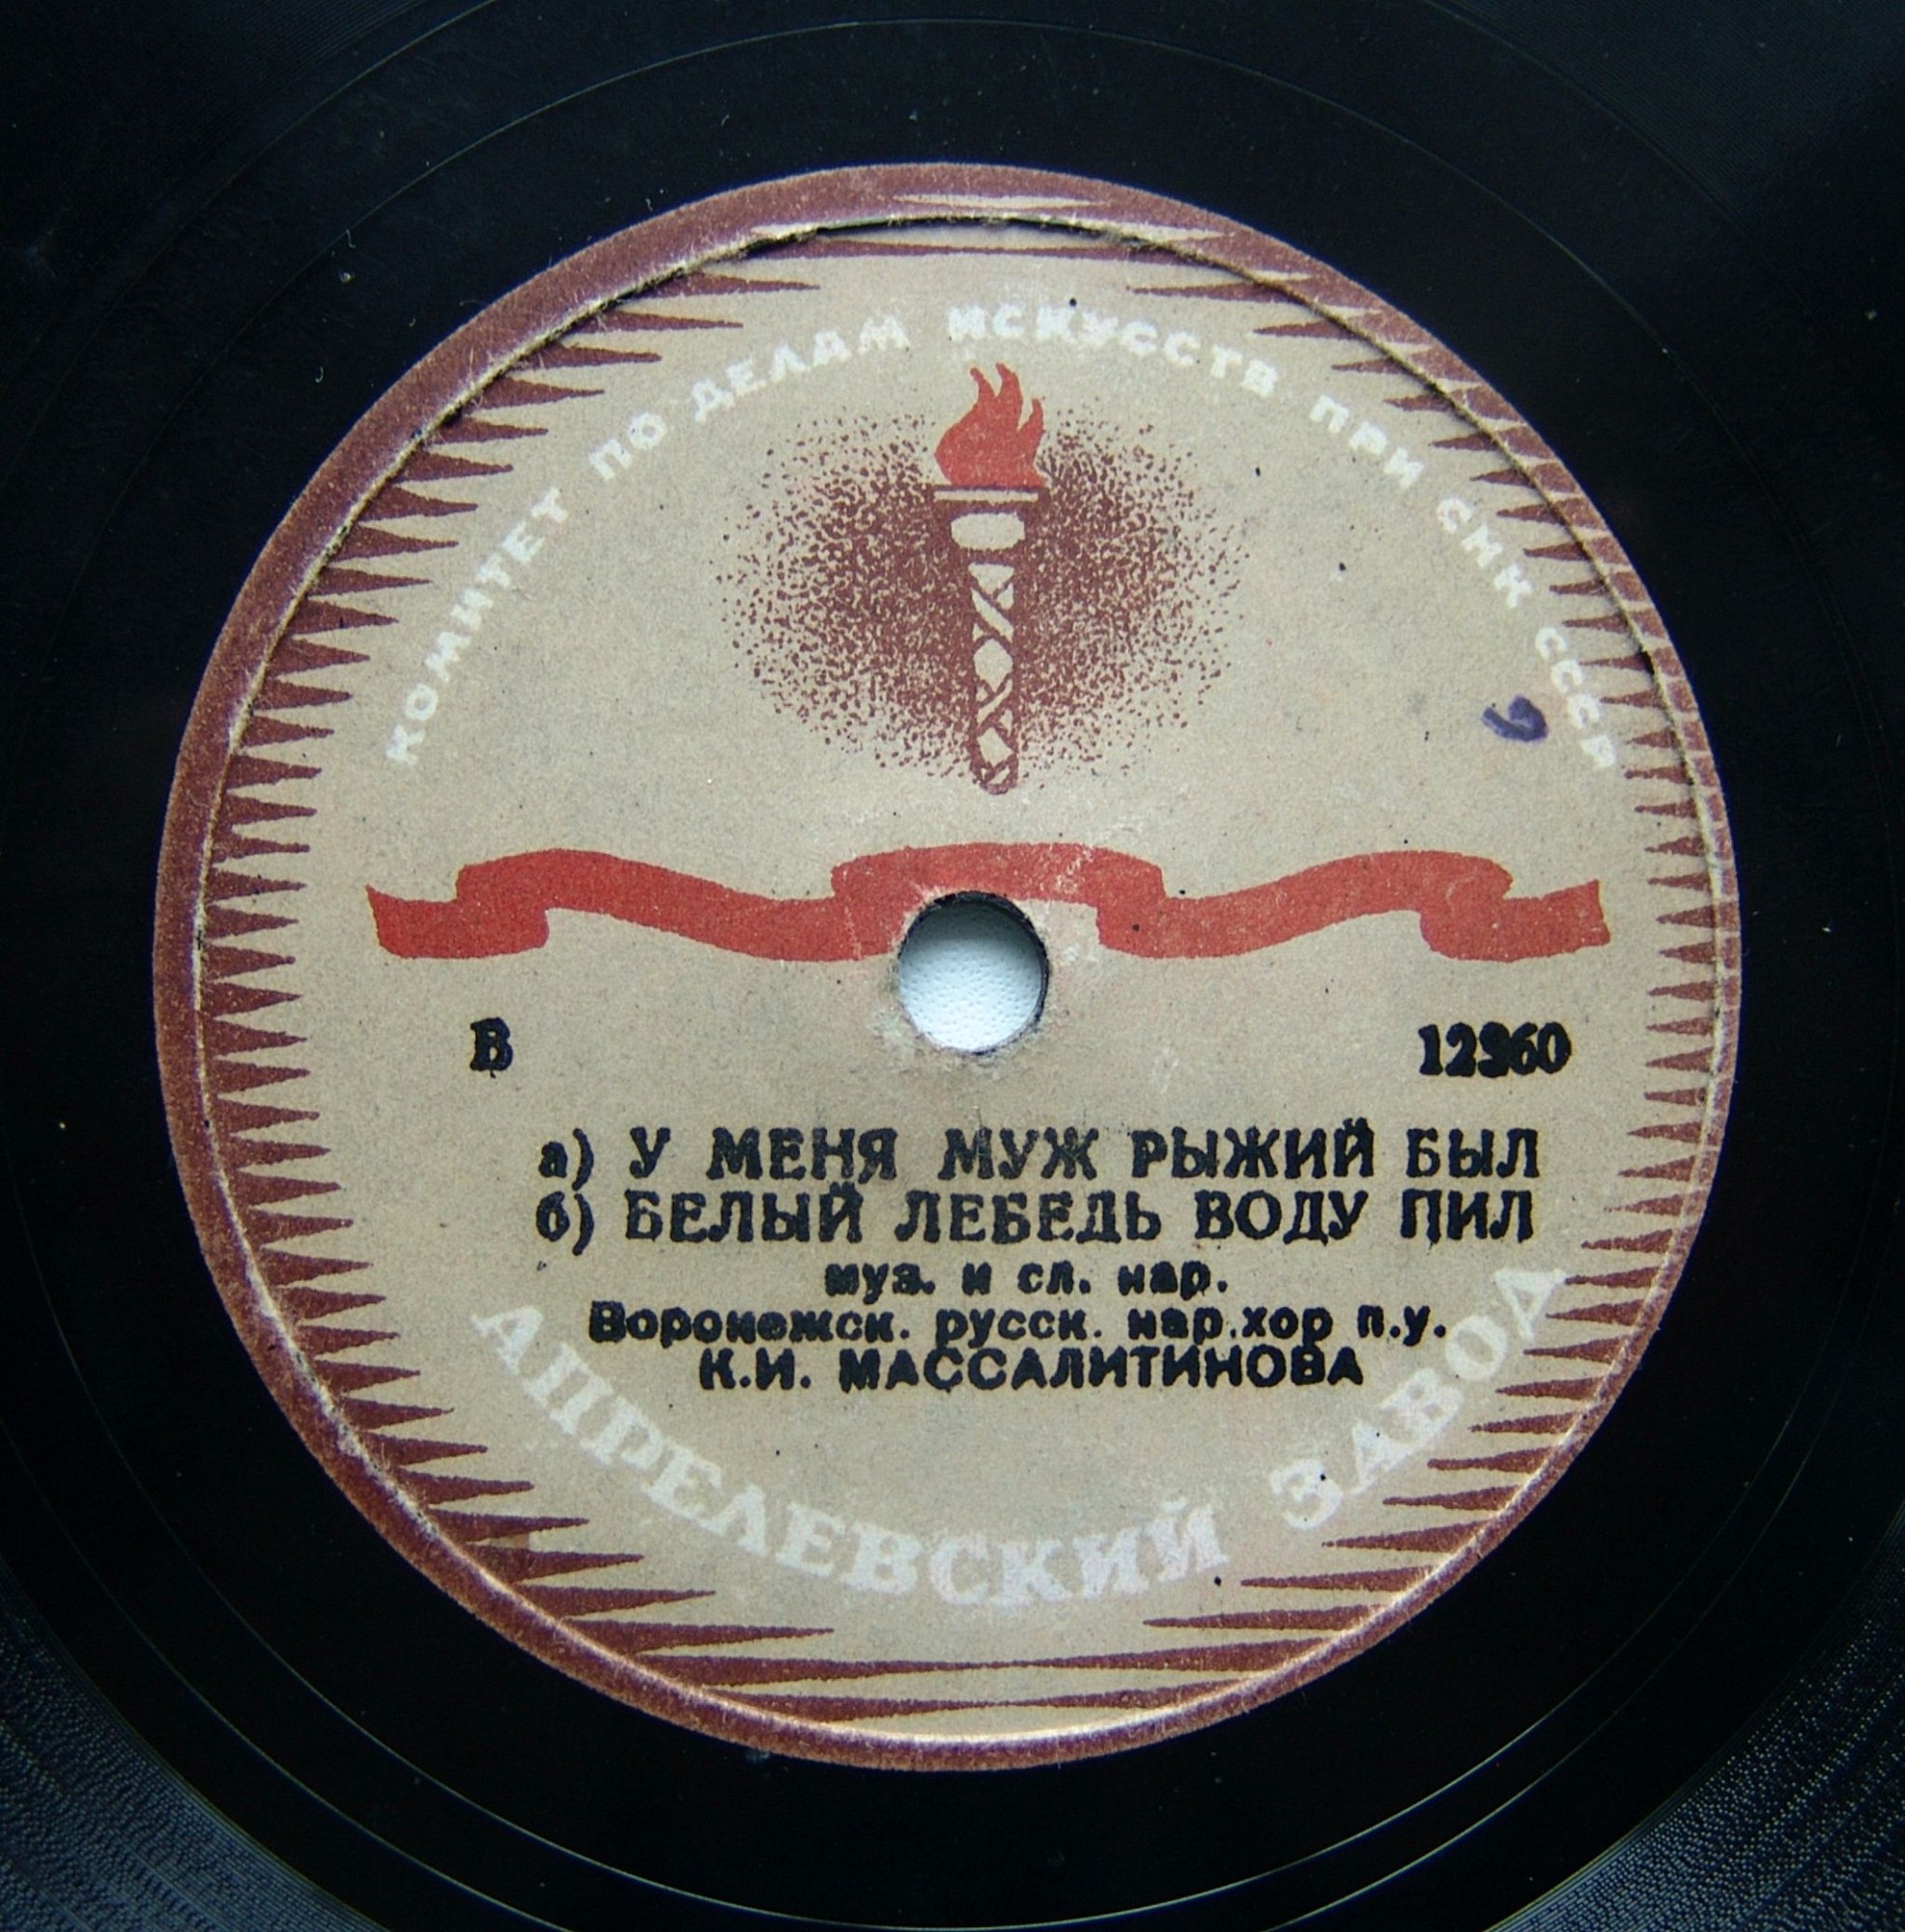 КОМИТЕТ ПО ДЕЛАМ ИСКУССТВ ПРИ СНК СССР
В
а) У МЕНЯ МУЖ РЫЖИЙ БЫЛ
б) БЕЛЫЙ ЛЕБЕДЬ ВОДУ ПИЛ
муз. и сл. нар.
Воронежск. русск. нар.хор п.у.
К.И. МАССАЛИТИНОВА
АПРЕЛЕВСКИЙ ЗАВОД